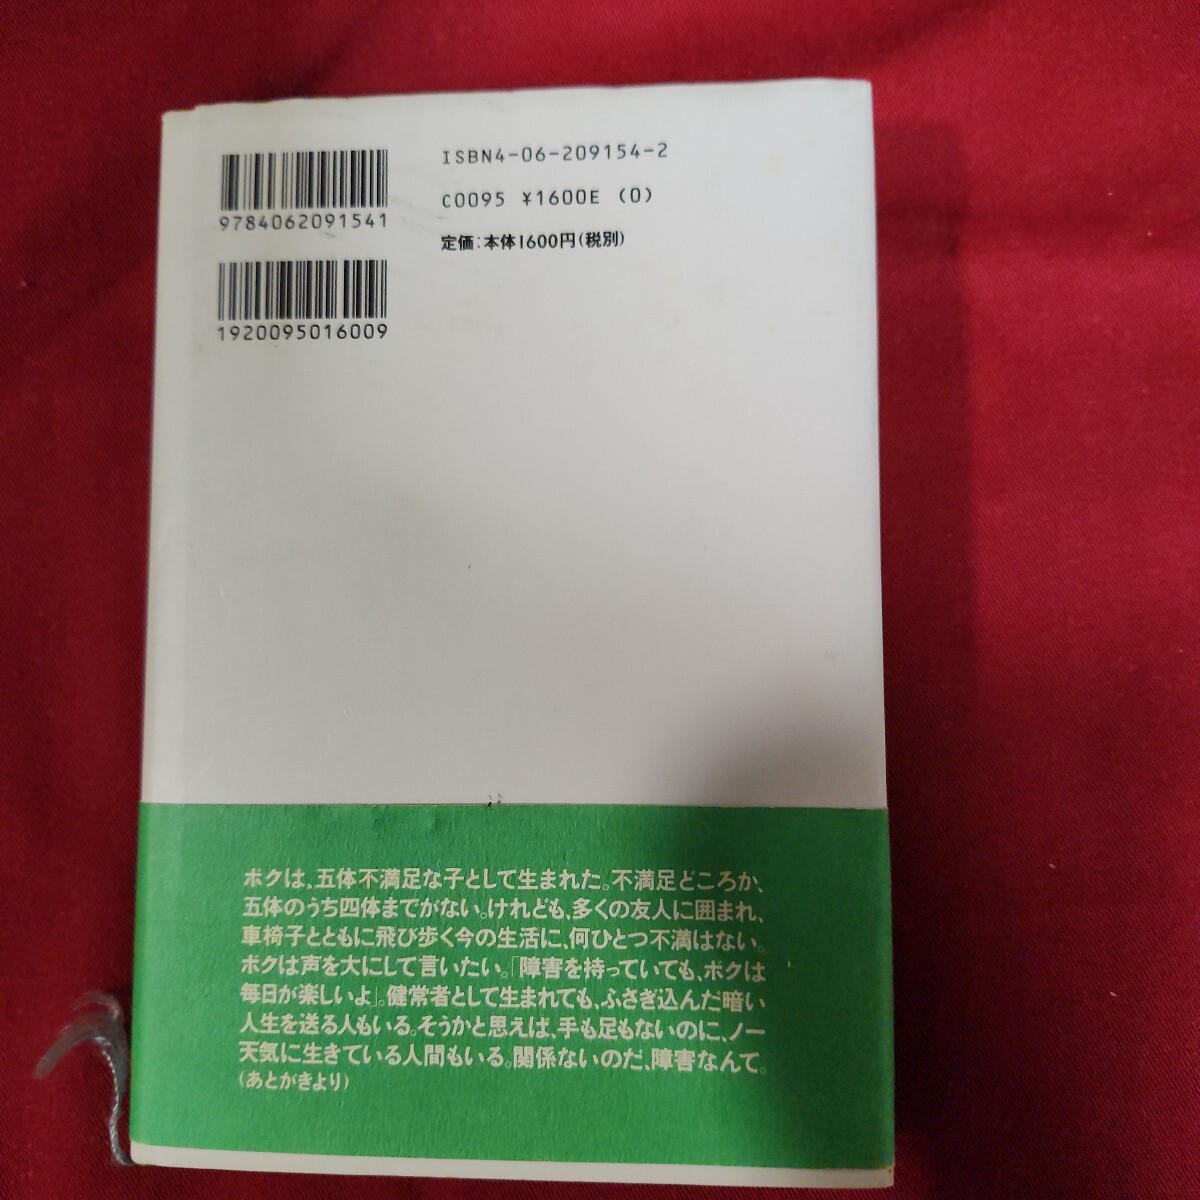 ISBN4-06-209154-2
C0095 ¥1600E (0)
定価:本体1600円(税別)
9784062091541
1920095016009
ボクは、五体不満足な子として生まれた。不満足どころか、
五体のうち四体までがない。けれども、多くの友人に囲まれ、
車椅子とともに飛び歩く今の生活に、何ひとつ不満はない。
ボクは声を大にして言いたい。「障害を持っていても、ボクは
毎日が楽しいよ」。健常者として生まれても、ふさぎ込んだ暗い
人生を送る人もいる。そうかと思えば、手も足もないのに、ノー
天気に生きている人間もいる。関係ないのだ、障害なんて。
(あとがきより)